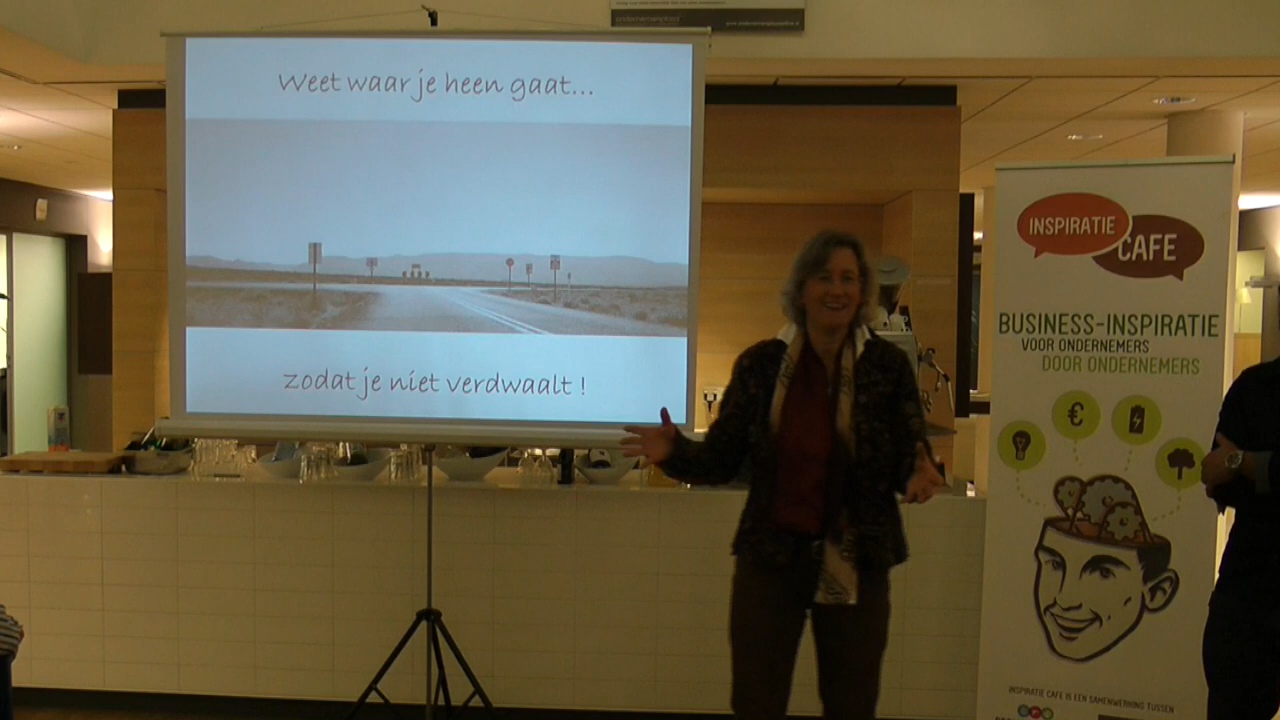 Weet waar je heen gaat...
zodat je niet verdwaalt !
INSPIRATIE
CAFE
BUSINESS-INSPIRATIE
VOOR ONDERNEMERS
DOOR ONDERNEMERS
€
INSPIRATIE CAFE IS EEN SAMENWERKING TUSSEN